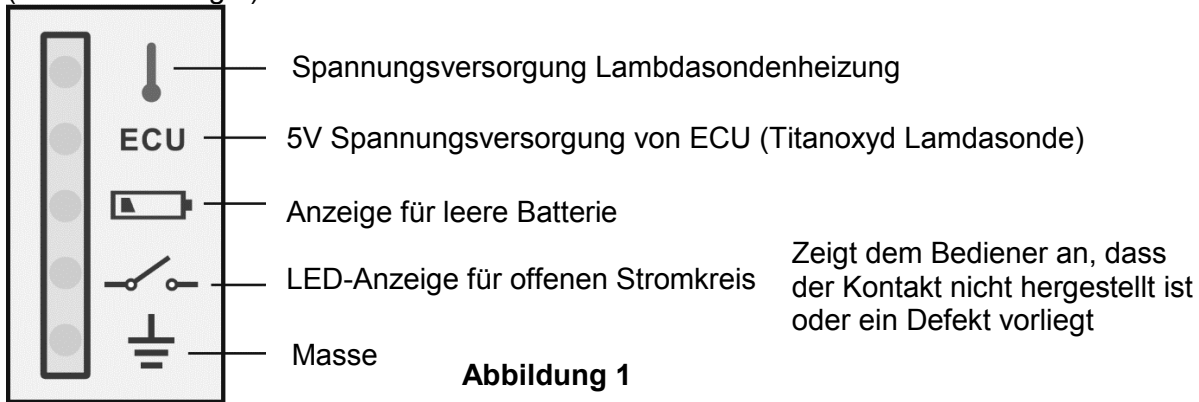 Spannungsversorgung Lambdasondenheizung
ECU
5V Spannungsversorgung von ECU (Titanoxyd Lamdasonde)
Anzeige für leere Batterie
LED-Anzeige für offenen Stromkreis
Zeigt dem Bediener an, dass
der Kontakt nicht hergestellt ist
oder ein Defekt vorliegt
Masse
Abbildung 1